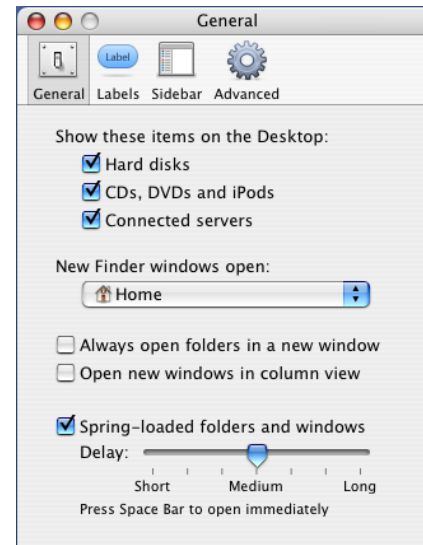 General
Label
General Labels Sidebar Advanced
Show these items on the Desktop:
Hard disks
CDs, DVDs and iPods
Connected servers
New Finder windows open:
Home
Always open folders in a new window
Open new windows in column view
Spring-loaded folders and windows
Delay:
Short Medium Long
Press Space Bar to open immediately